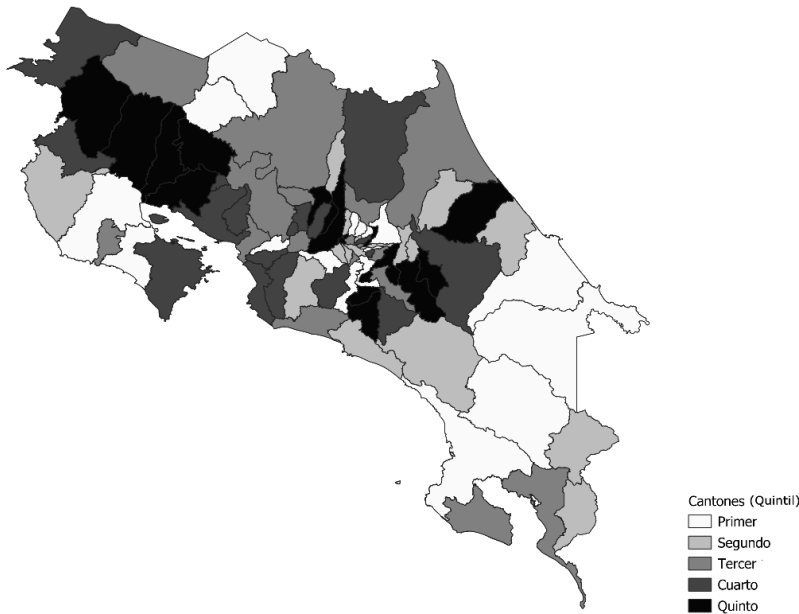 Cantones (Quintil)
Primer
Segundo
Tercer
Cuarto
Quinto